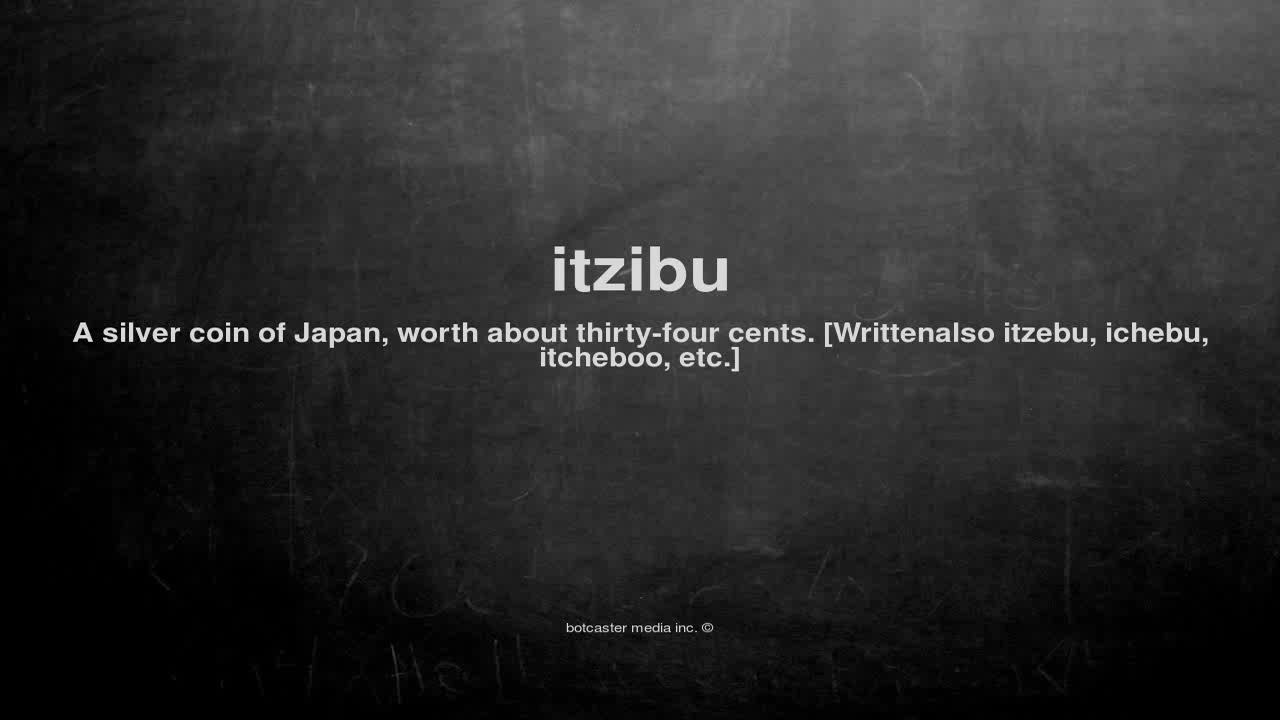 itzibu
A silver coin of Japan, worth about thirty-four cents. [Writtenalso itzebu, ichebu,
itcheboo, etc.]
botcaster media inc. ©